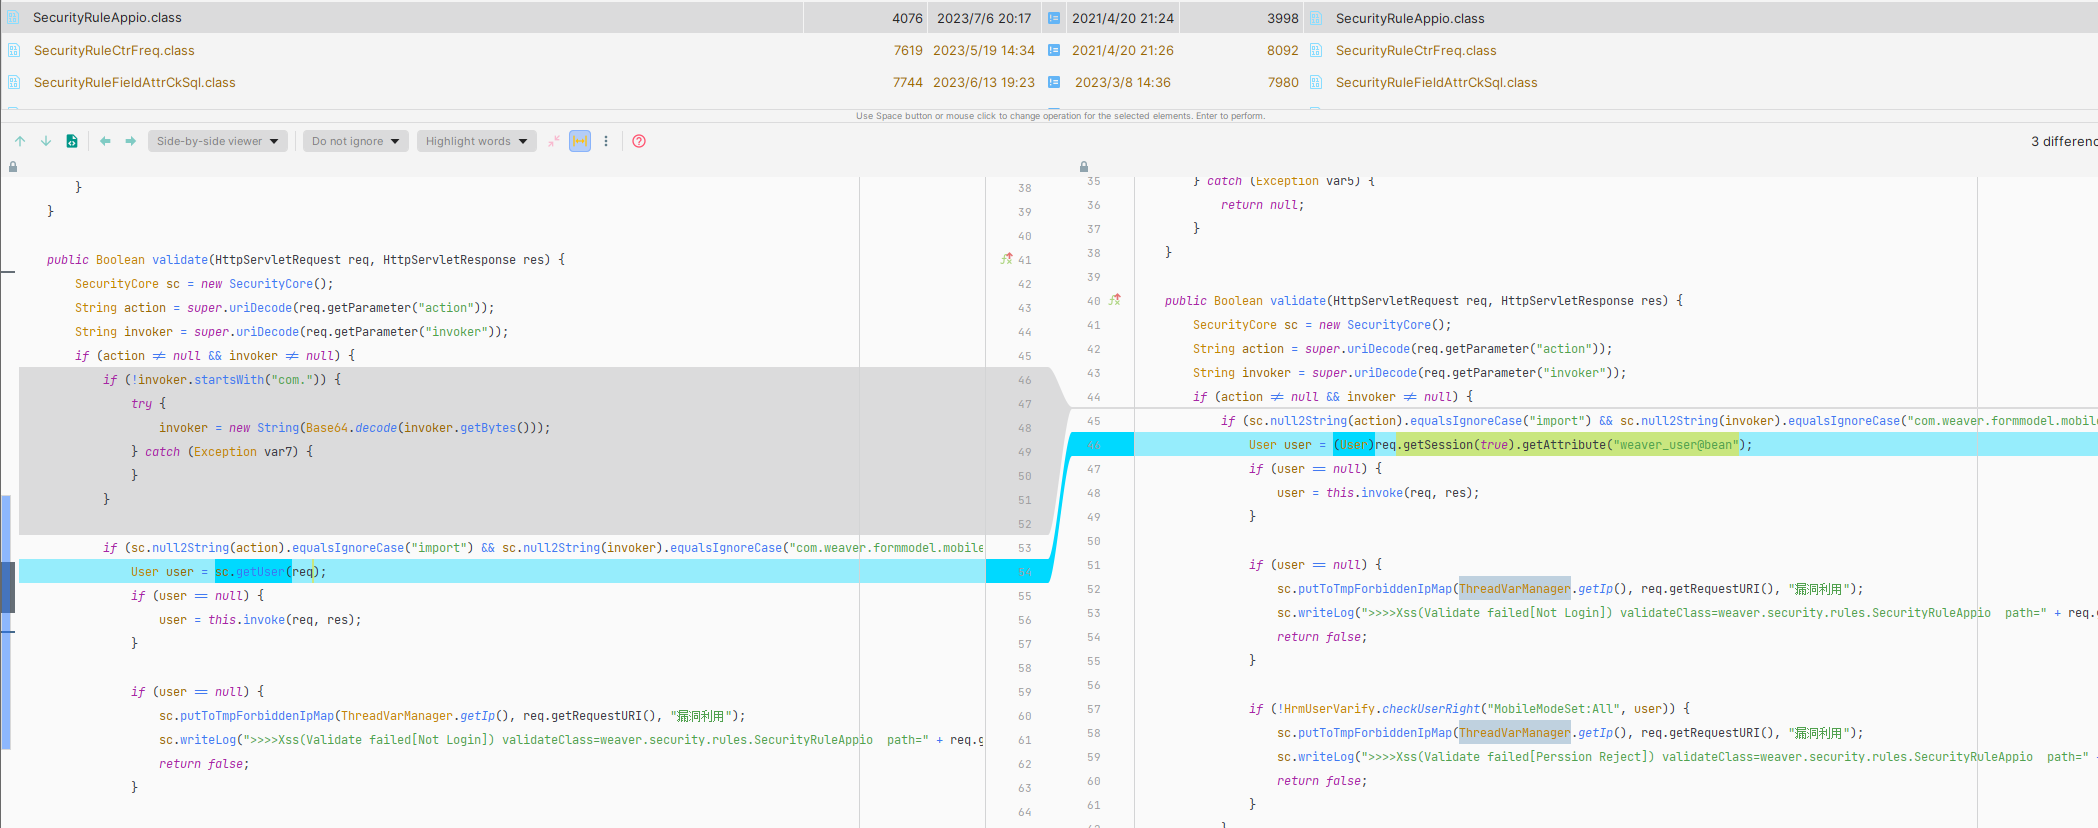 SecurityRuleAppio.class 4076 2023/7/6 20:17 2021/4/20 21:24 3998 SecurityRuleAppio.class
SecurityRuleCtrFreq.class 7619 2023/5/19 14:34 2021/4/20 21:26 8092 SecurityRuleCtrFreq.class
SecurityRuleFieldAttrCkSql.class 7744 2023/6/13 19:23 2023/3/8 14:36 7980 SecurityRuleFieldAttrCkSql.class
Use Space button or mouse click to change operation for the selected elements. Enter to perform.
Side-by-side viewer Do not ignore Highlight words 3 differenc
} 38
} 39
40
public Boolean validate(HttpServletRequest req, HttpServletResponse res) { 41
SecurityCore sc = new SecurityCore(); 42
String action = super.uriDecode(req.getParameter("action")); 43
String invoker = super.uriDecode(req.getParameter("invoker")); 44
if (action ≠ null && invoker ≠ null) { 45
if (!invoker.startsWith("com.")) { 46
try { 47
invoker = new String(Base64.decode(invoker.getBytes())); 48
} catch (Exception var7) { 49
} 50
} 51
52
if (sc.null2String(action).equalsIgnoreCase("import") && sc.null2String(invoker).equalsIgnoreCase("com.weaver.formmodel.mobile 53
User user = sc.getUser(req); 54
if (user == null) { 55
user = this.invoke(req, res); 56
} 57
58
if (user == null) { 59
sc.putToTmpForbiddenIpMap(ThreadVarManager.getIp(), req.getRequestURI(), "漏洞利用"); 60
sc.writeLog(">>>>Xss(Validate failed[Not Login]) validateClass=weaver.security.rules.SecurityRuleAppio  path=" + req.g 61
return false; 62
} 63
64
35 } catch (Exception var5) {
36 return null;
37 }
38 }
39
40 public Boolean validate(HttpServletRequest req, HttpServletResponse res) {
41 SecurityCore sc = new SecurityCore();
42 String action = super.uriDecode(req.getParameter("action"));
43 String invoker = super.uriDecode(req.getParameter("invoker"));
44 if (action ≠ null && invoker ≠ null) {
45 if (sc.null2String(action).equalsIgnoreCase("import") && sc.null2String(invoker).equalsIgnoreCase("com.weaver.formmodel.mobile
46 User user = (User)req.getSession(true).getAttribute("weaver_user@bean");
47 if (user == null) {
48 user = this.invoke(req, res);
49 }
50
51 if (user == null) {
52 sc.putToTmpForbiddenIpMap(ThreadVarManager.getIp(), req.getRequestURI(), "漏洞利用");
53 sc.writeLog(">>>>Xss(Validate failed[Not Login]) validateClass=weaver.security.rules.SecurityRuleAppio  path=" + req.
54 return false;
55 }
56
57 if (!HrmUserVarify.checkUserRight("MobileModeSet:All", user)) {
58 sc.putToTmpForbiddenIpMap(ThreadVarManager.getIp(), req.getRequestURI(), "漏洞利用");
59 sc.writeLog(">>>>Xss(Validate failed[Perssion Reject]) validateClass=weaver.security.rules.SecurityRuleAppio  path="
60 return false;
61 }